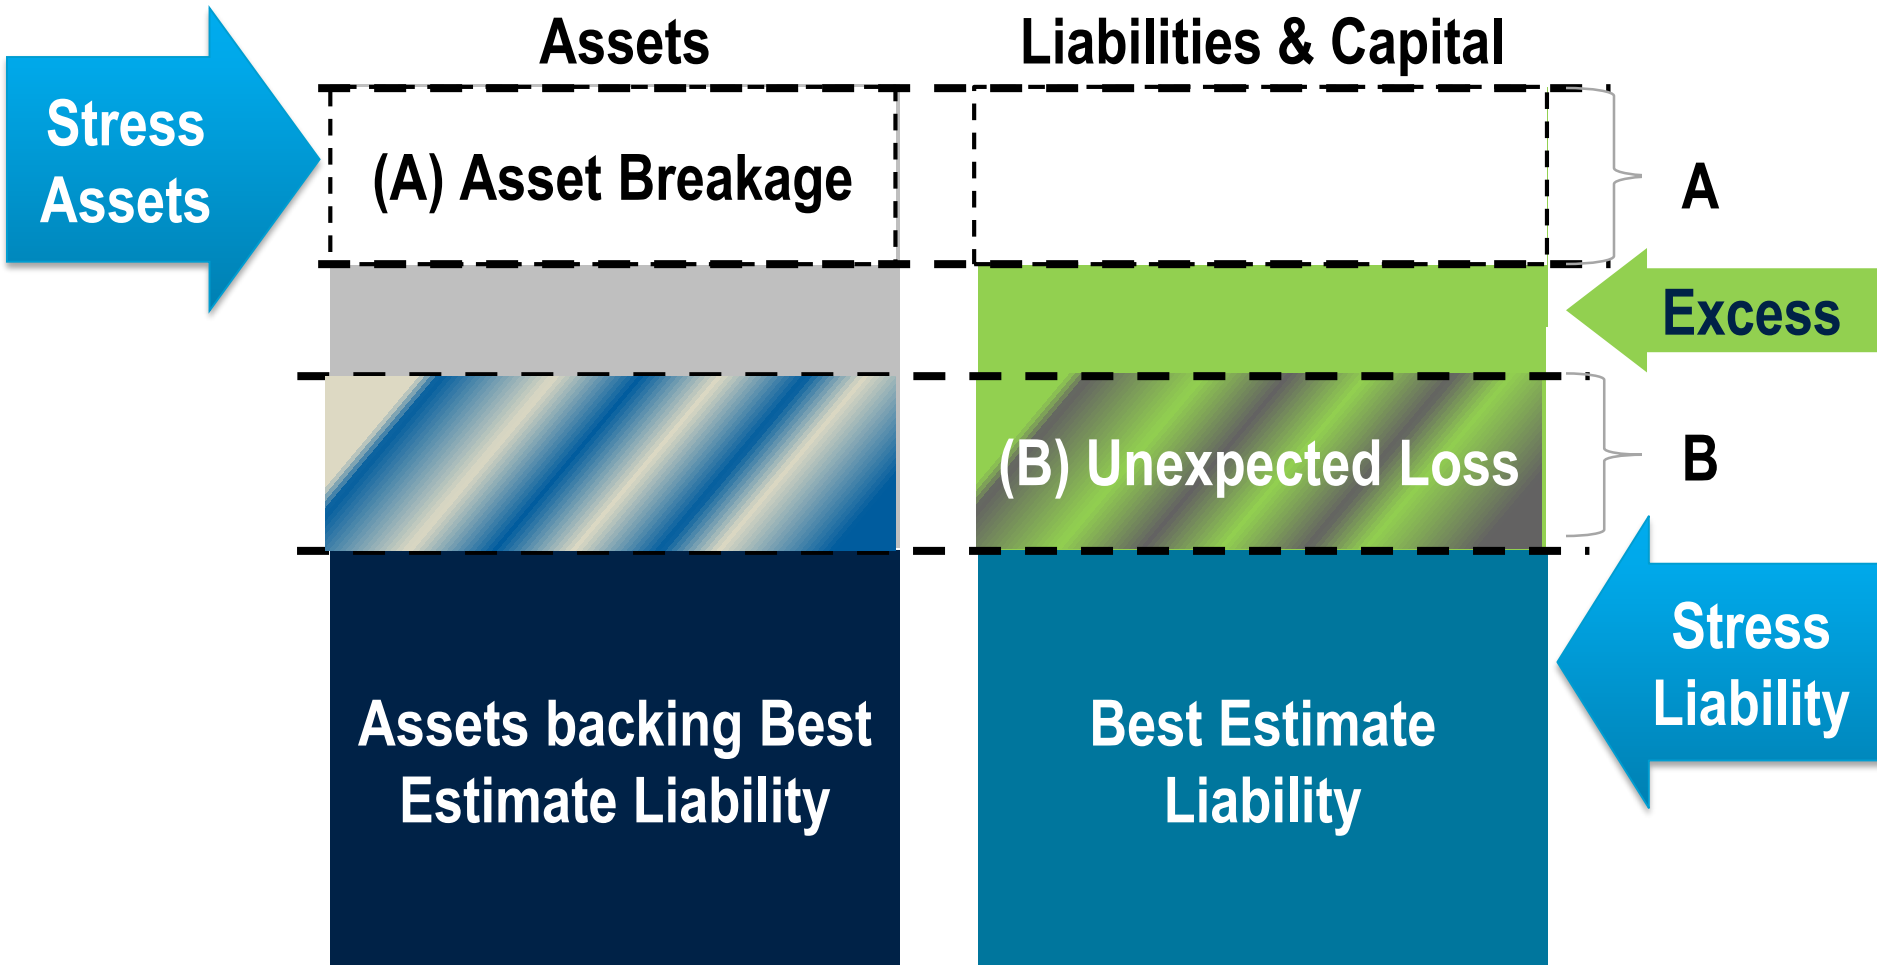 Assets
Liabilities & Capital
Stress
Assets
(A) Asset Breakage
A
Excess
(B) Unexpected Loss
B
Stress
Liability
Assets backing Best
Estimate Liability
Best Estimate
Liability